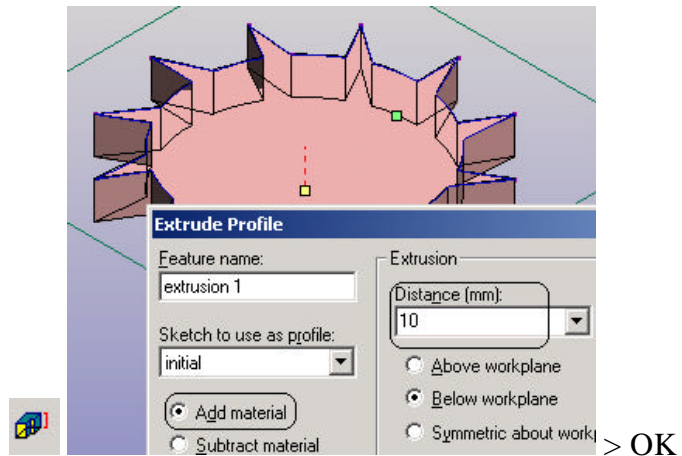 Extrude Profile
Feature name:
extrusion 1
Sketch to use as profile:
initial
Add material
Subtract material
Extrusion
Distance (mm):
10
Above workplane
Below workplane
Symmetric about
> OK